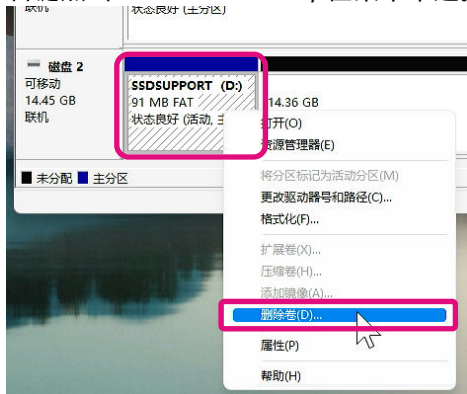 状态良好 (主分区)
磁盘 2
可移动
14.45 GB
联机
SSDSUPPORT (D:)
91 MB FAT
状态良好 (活动, 主
14.36 GB
未分配 主分区
打开(O)
资源管理器(E)
将分区标记为活动分区(M)
更改驱动器号和路径(C)...
格式化(F)...
扩展卷(X)...
压缩卷(H)...
添加镜像(A)...
删除卷(D)...
属性(P)
帮助(H)